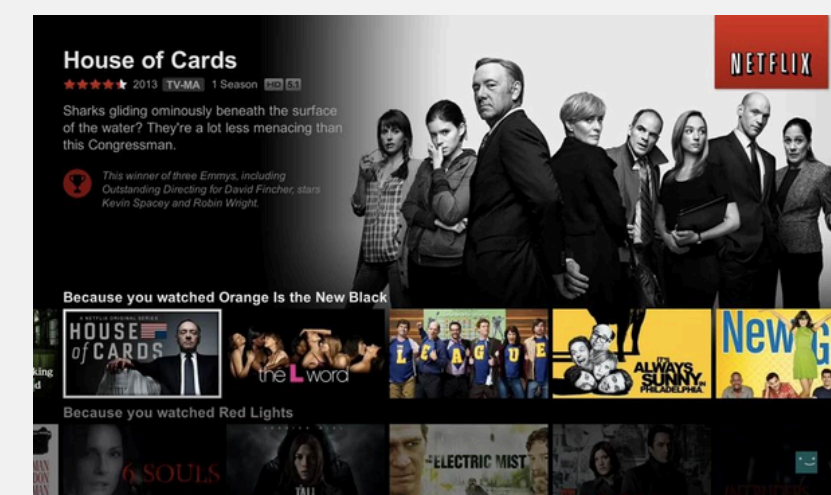 House of Cards
2013 TV-MA 1 Season HD 5.1
Sharks gliding ominously beneath the surface
of the water? They're a lot less menacing than
this Congressman.
This winner of three Emmys, including
Outstanding Directing for David Fincher, stars
Kevin Spacey and Robin Wright.
NETFLIX
Because you watched Orange Is the New Black
A NETFLIX ORIGINAL SERIES
HOUSE
of CARDS
the L word
LEAGUE
IT'S
ALWAYS
SUNNY IN
PHILADELPHIA
New G
Because you watched Red Lights
6 SOULS
TALL
ELECTRIC MIST